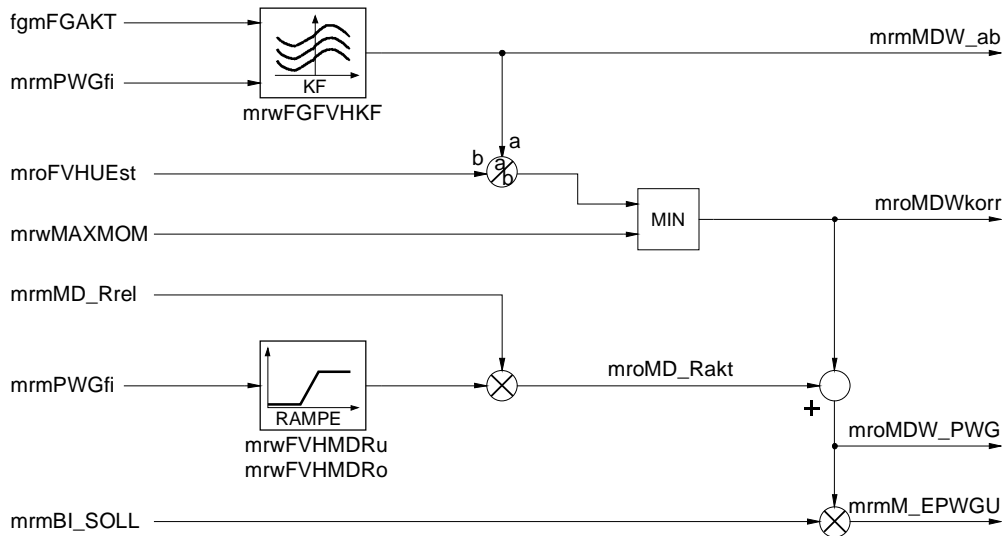 fgmFGAKT
mrmPWGfi
KF
mrwFGFVHKF
mrmMDW_ab
a
b
a
b
mroFVHUEst
mrwMAXMOM
MIN
mroMDWkorr
mrmMD_Rrel
mrmPWGfi
RAMPE
mrwFVHMDRu
mrwFVHMDRo
mroMD_Rakt
+
mroMDW_PWG
mrmBI_SOLL
mrmM_EPWGU